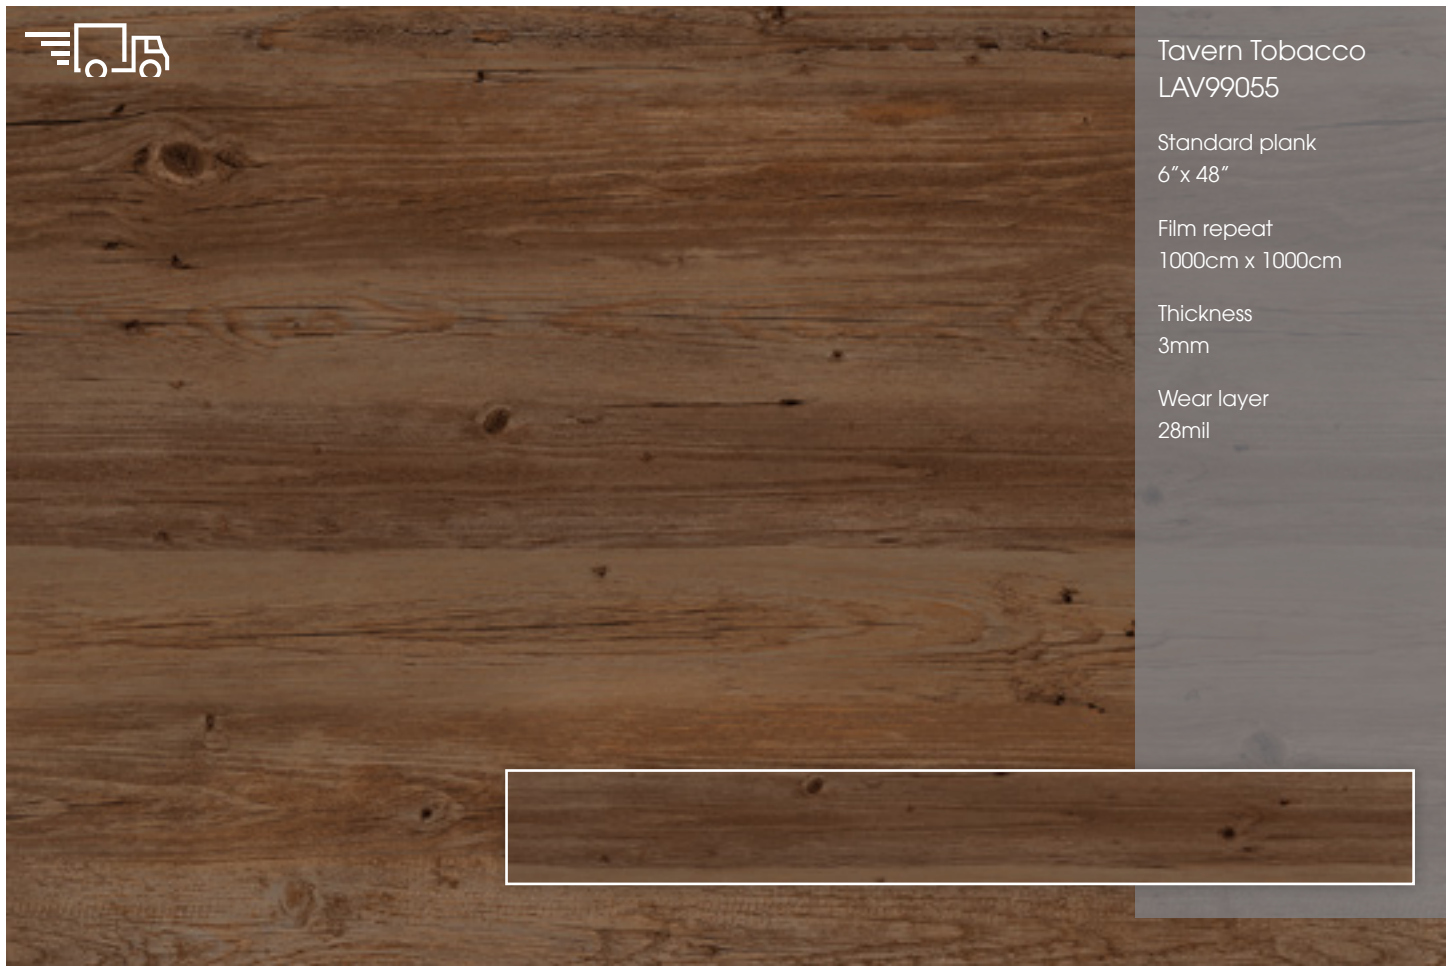 Tavern Tobacco
LAV99055
Standard plank
6”x 48”
Film repeat
1000cm x 1000cm
Thickness
3mm
Wear layer
28mil